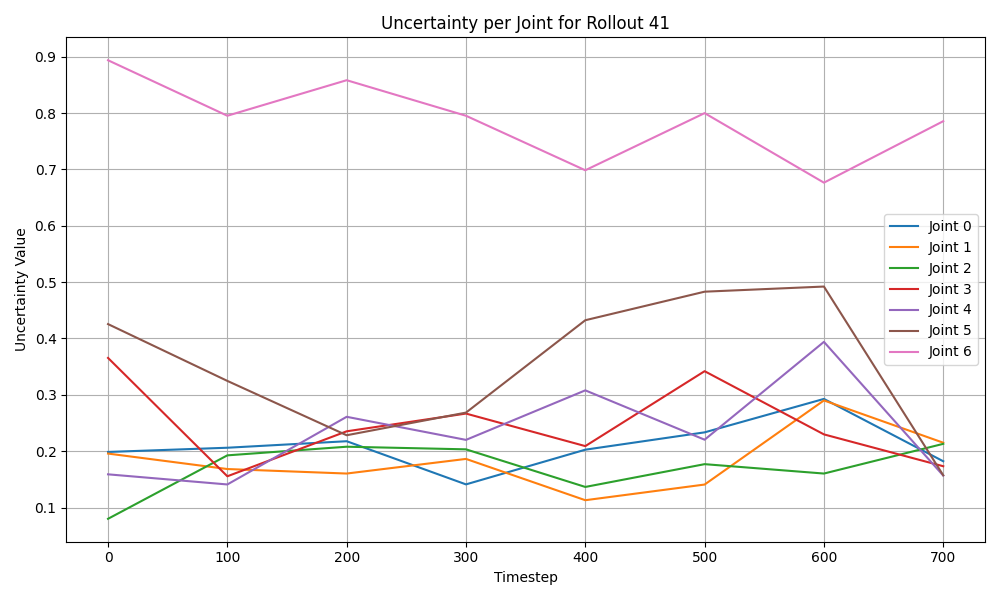 Uncertainty per Joint for Rollout 41
Uncertainty Value
0.9
0.8
0.7
0.6
0.5
0.4
0.3
0.2
0.1
Joint 0
Joint 1
Joint 2
Joint 3
Joint 4
Joint 5
Joint 6
0 100 200 300 400 500 600 700
Timestep